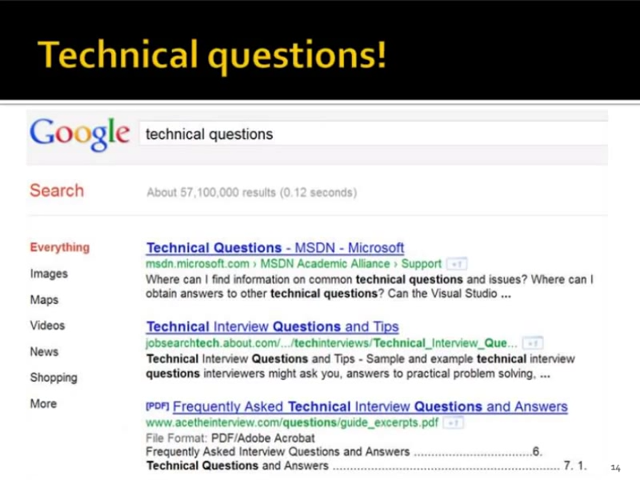 Technical questions!
Google technical questions
Search About 57,100,000 results (0.12 seconds)
Everything
Images
Maps
Videos
News
Shopping
More
Technical Questions - MSDN - Microsoft
msdn.microsoft.com › MSDN Academic Alliance › Support +1
Where can I find information on common technical questions and issues? Where can I
obtain answers to other technical questions? Can the Visual Studio ...
Technical Interview Questions and Tips
jobsearchtech.about.com/.../techinterviews/Technical_Interview_Que... +1
Technical Interview Questions and Tips - Sample and example technical interview
questions interviewers might ask you, answers to practical problem solving, ...
[PDF] Frequently Asked Technical Interview Questions and Answers
www.acetheinterview.com/questions/guide_excerpts.pdf +1
File Format: PDF/Adobe Acrobat
Frequently Asked Interview Questions and Answers ...................................6.
Technical Questions and Answers ................................................................ 7. 1.
14